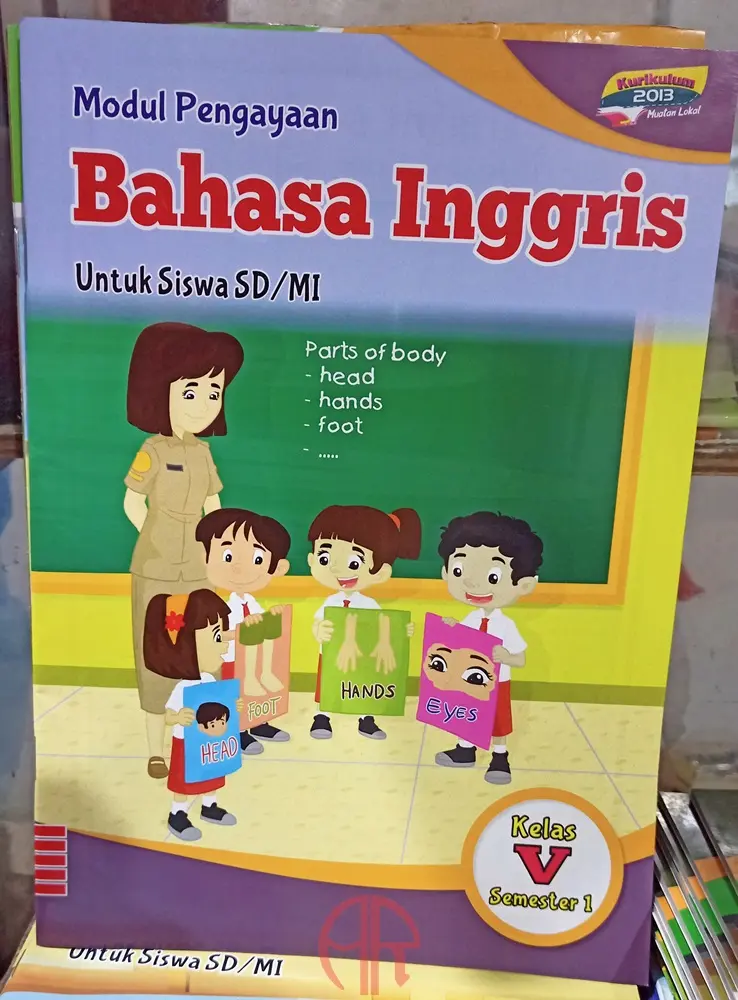 Kurikulum
2013
Muatan Lokal
Modul Pengayaan
Bahasa Inggris
Untuk Siswa SD/MI
Parts of body
- head
- hands
- foot
- .....
HEAD
FOOT
HANDS
EYES
Kelas
V
Semester 1
Untuk Siswa SD/MI
AR